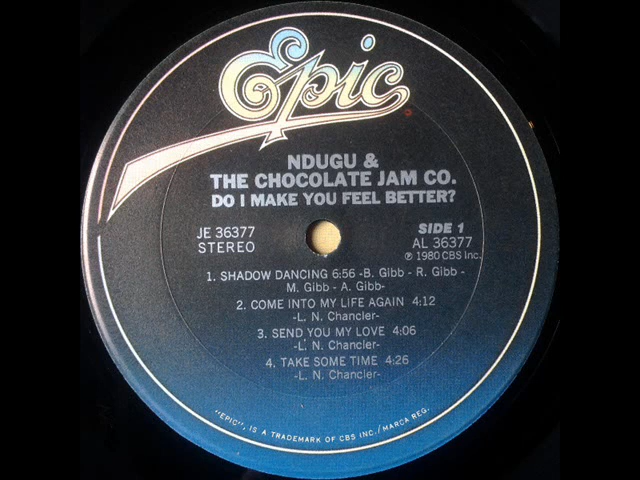 Epic
NDUGU &
THE CHOCOLATE JAM CO.
DO I MAKE YOU FEEL BETTER?
JE 36377
STEREO
SIDE 1
AL 36377
℗ 1980 CBS Inc.
1. SHADOW DANCING 6:56 -B. Gibb - R. Gibb -
M. Gibb - A. Gibb-
2. COME INTO MY LIFE AGAIN 4:12
-L. N. Chancler-
3. SEND YOU MY LOVE 4:06
-L. N. Chancler-
4. TAKE SOME TIME 4:26
-L. N. Chancler-
"EPIC", IS A TRADEMARK OF CBS INC./MARCA REG.